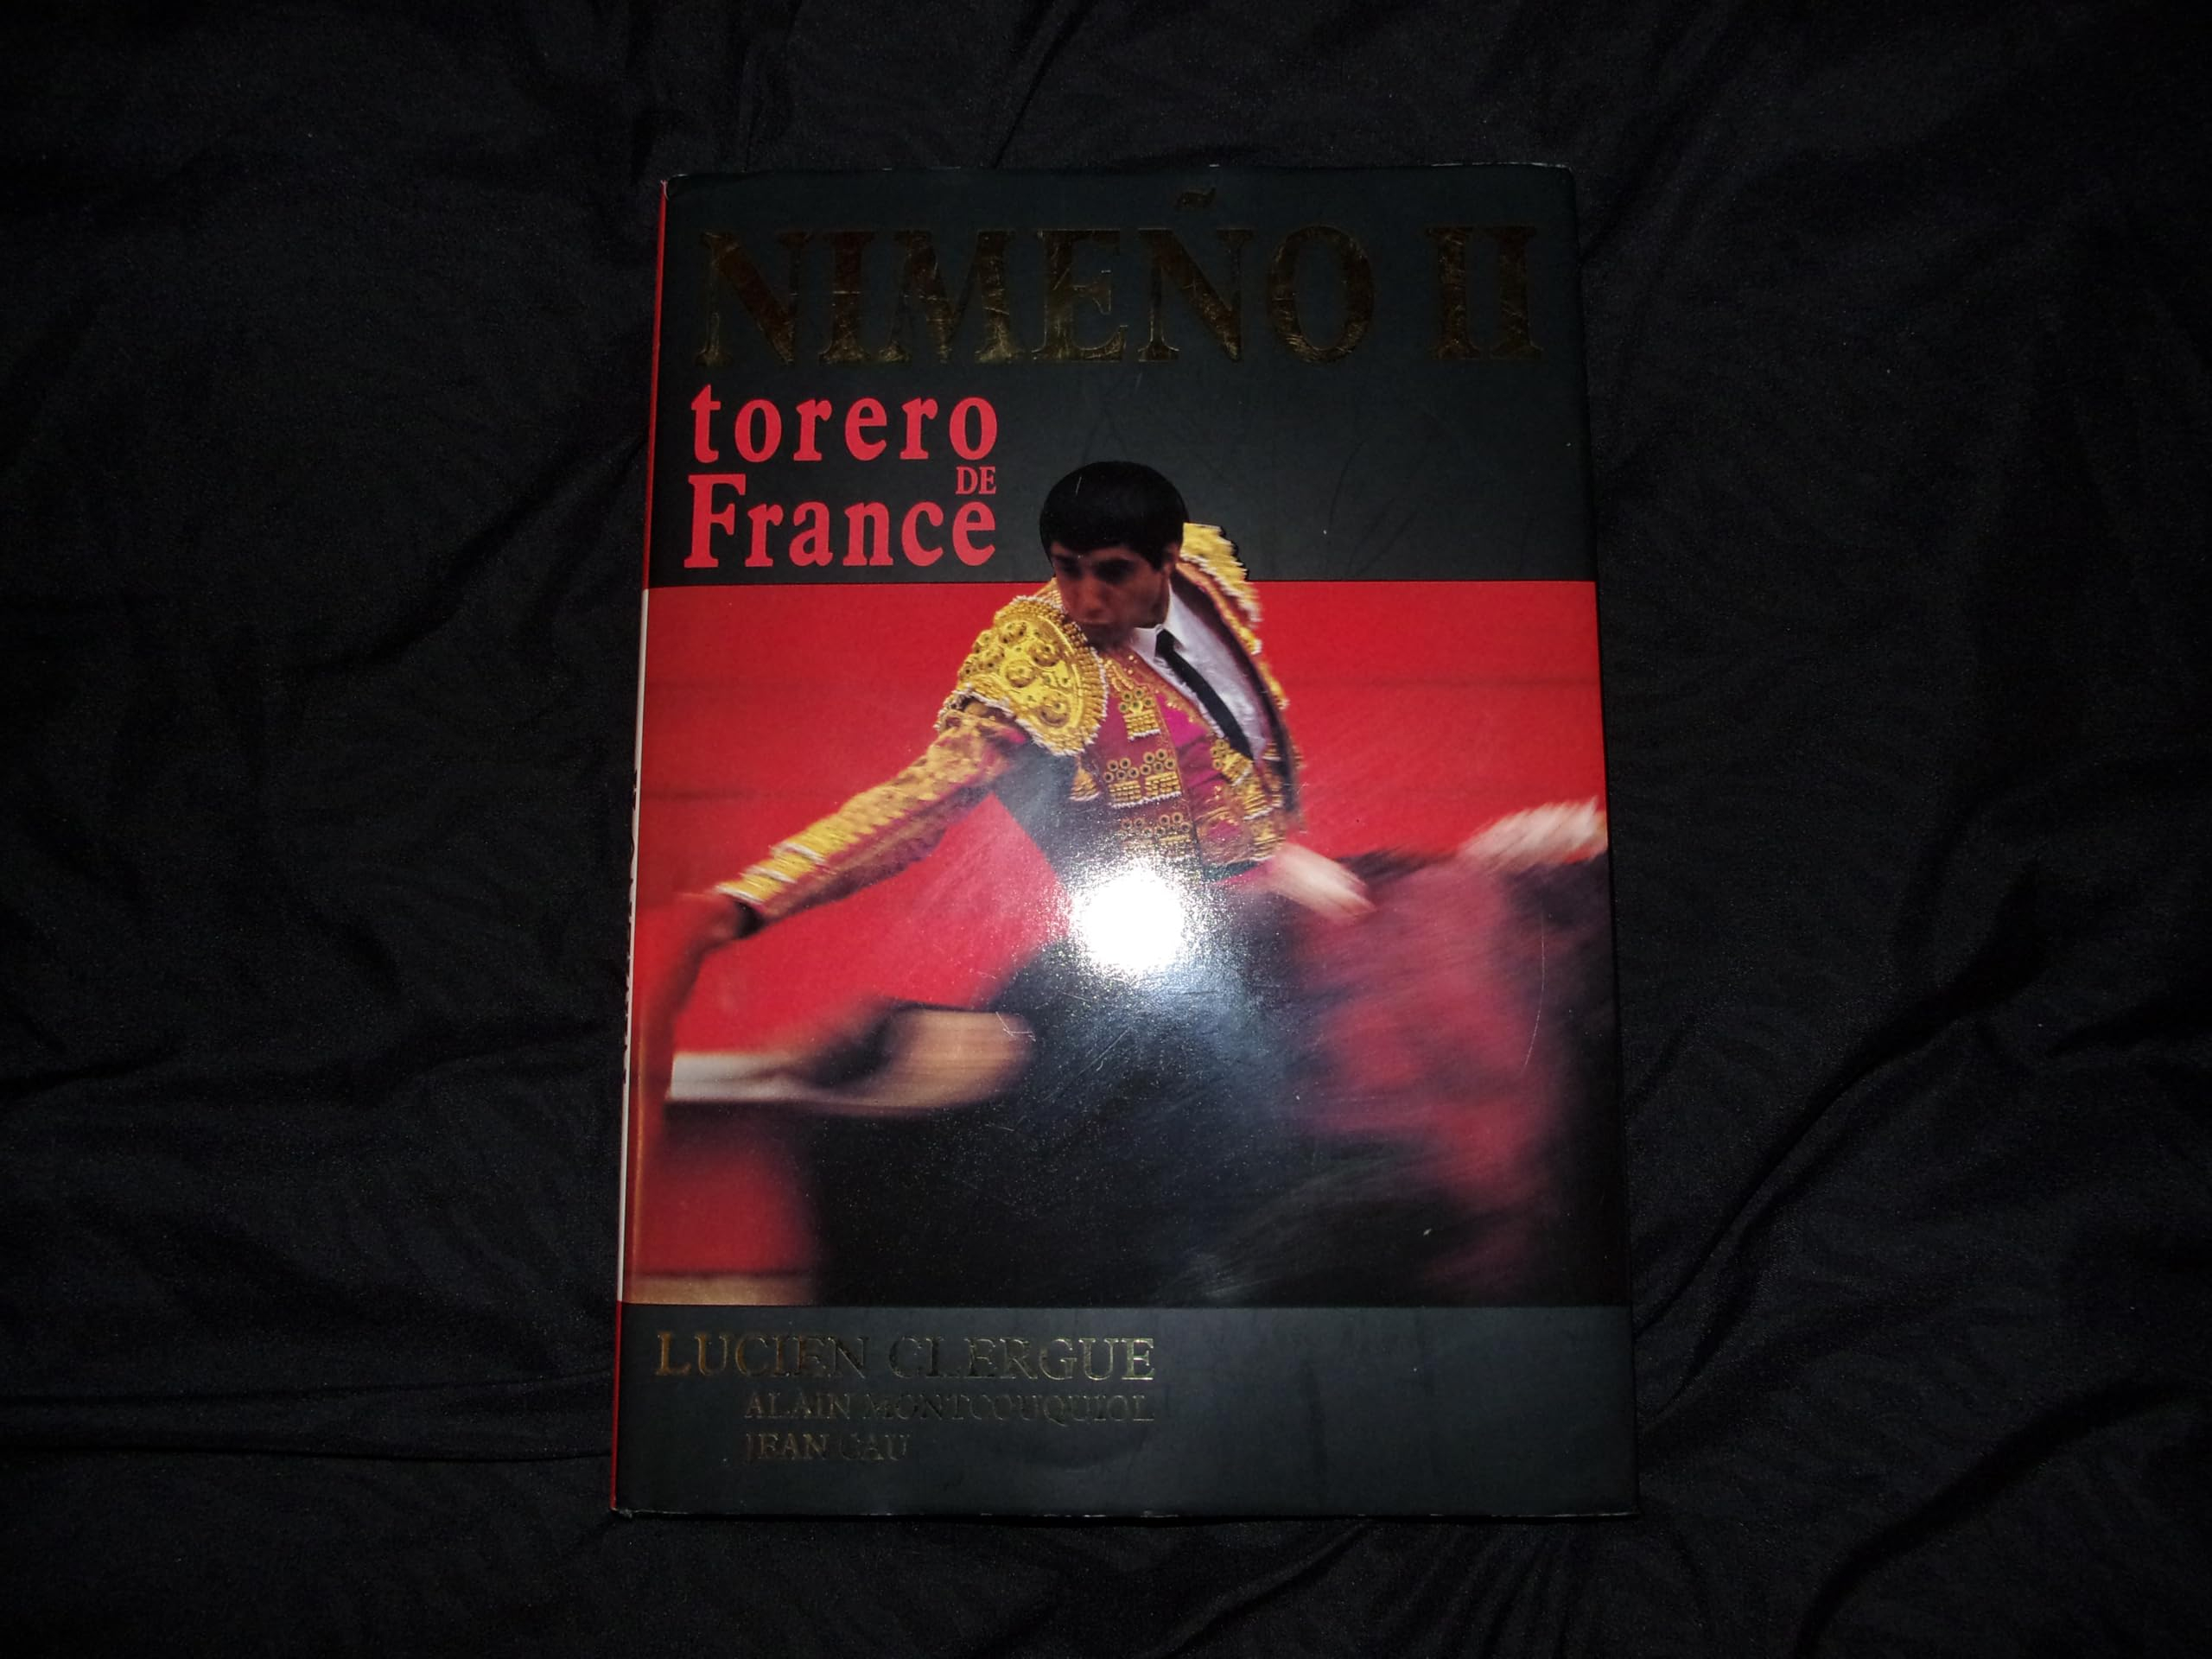 NIMEÑO II
torero
DE
France
LUCIEN CLERGUE
ALAIN MONTCOUQUIOL
JEAN CAU